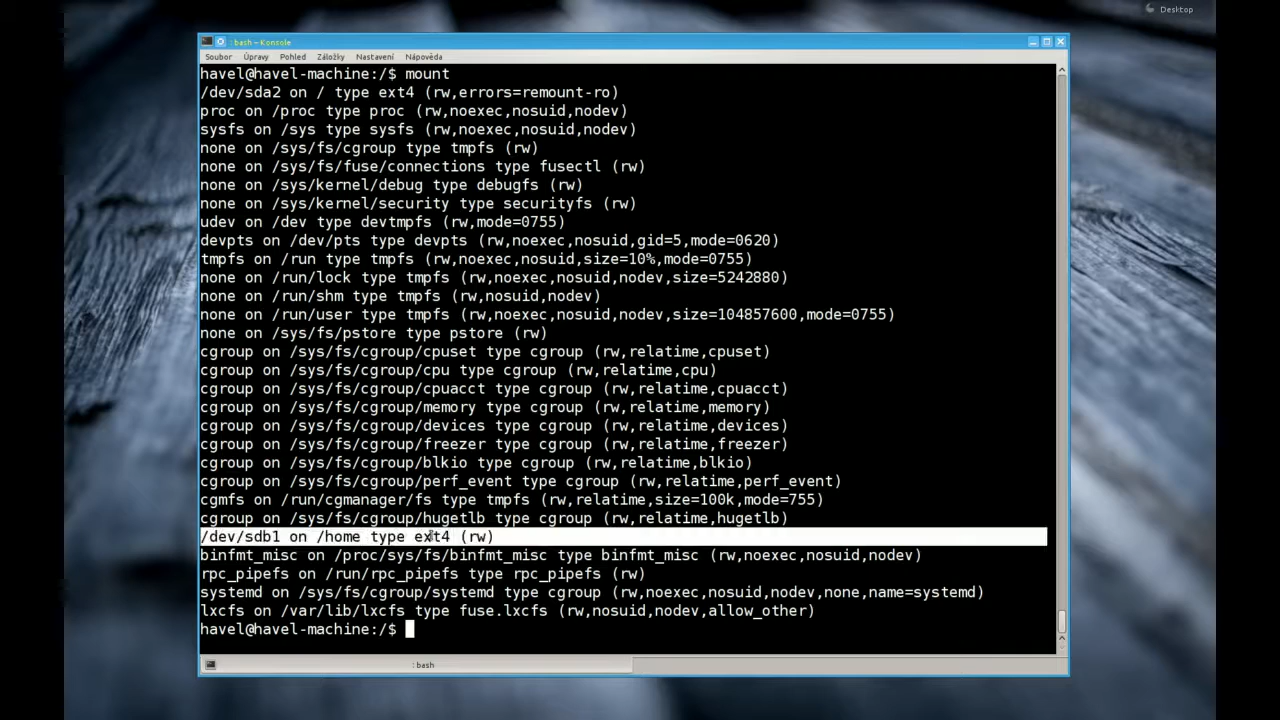 Desktop
: bash – Konsole
Soubor Úpravy Pohled Záložky Nastavení Nápověda
havel@havel-machine:/$ mount
/dev/sda2 on / type ext4 (rw,errors=remount-ro)
proc on /proc type proc (rw,noexec,nosuid,nodev)
sysfs on /sys type sysfs (rw,noexec,nosuid,nodev)
none on /sys/fs/cgroup type tmpfs (rw)
none on /sys/fs/fuse/connections type fusectl (rw)
none on /sys/kernel/debug type debugfs (rw)
none on /sys/kernel/security type securityfs (rw)
udev on /dev type devtmpfs (rw,mode=0755)
devpts on /dev/pts type devpts (rw,noexec,nosuid,gid=5,mode=0620)
tmpfs on /run type tmpfs (rw,noexec,nosuid,size=10%,mode=0755)
none on /run/lock type tmpfs (rw,noexec,nosuid,nodev,size=5242880)
none on /run/shm type tmpfs (rw,nosuid,nodev)
none on /run/user type tmpfs (rw,noexec,nosuid,nodev,size=104857600,mode=0755)
none on /sys/fs/pstore type pstore (rw)
cgroup on /sys/fs/cgroup/cpuset type cgroup (rw,relatime,cpuset)
cgroup on /sys/fs/cgroup/cpu type cgroup (rw,relatime,cpu)
cgroup on /sys/fs/cgroup/cpuacct type cgroup (rw,relatime,cpuacct)
cgroup on /sys/fs/cgroup/memory type cgroup (rw,relatime,memory)
cgroup on /sys/fs/cgroup/devices type cgroup (rw,relatime,devices)
cgroup on /sys/fs/cgroup/freezer type cgroup (rw,relatime,freezer)
cgroup on /sys/fs/cgroup/blkio type cgroup (rw,relatime,blkio)
cgroup on /sys/fs/cgroup/perf_event type cgroup (rw,relatime,perf_event)
cgmfs on /run/cgmanager/fs type tmpfs (rw,relatime,size=100k,mode=755)
cgroup on /sys/fs/cgroup/hugetlb type cgroup (rw,relatime,hugetlb)
/dev/sdb1 on /home type ext4 (rw)
binfmt_misc on /proc/sys/fs/binfmt_misc type binfmt_misc (rw,noexec,nosuid,nodev)
rpc_pipefs on /run/rpc_pipefs type rpc_pipefs (rw)
systemd on /sys/fs/cgroup/systemd type cgroup (rw,noexec,nosuid,nodev,none,name=systemd)
lxcfs on /var/lib/lxcfs type fuse.lxcfs (rw,nosuid,nodev,allow_other)
havel@havel-machine:/$
: bash